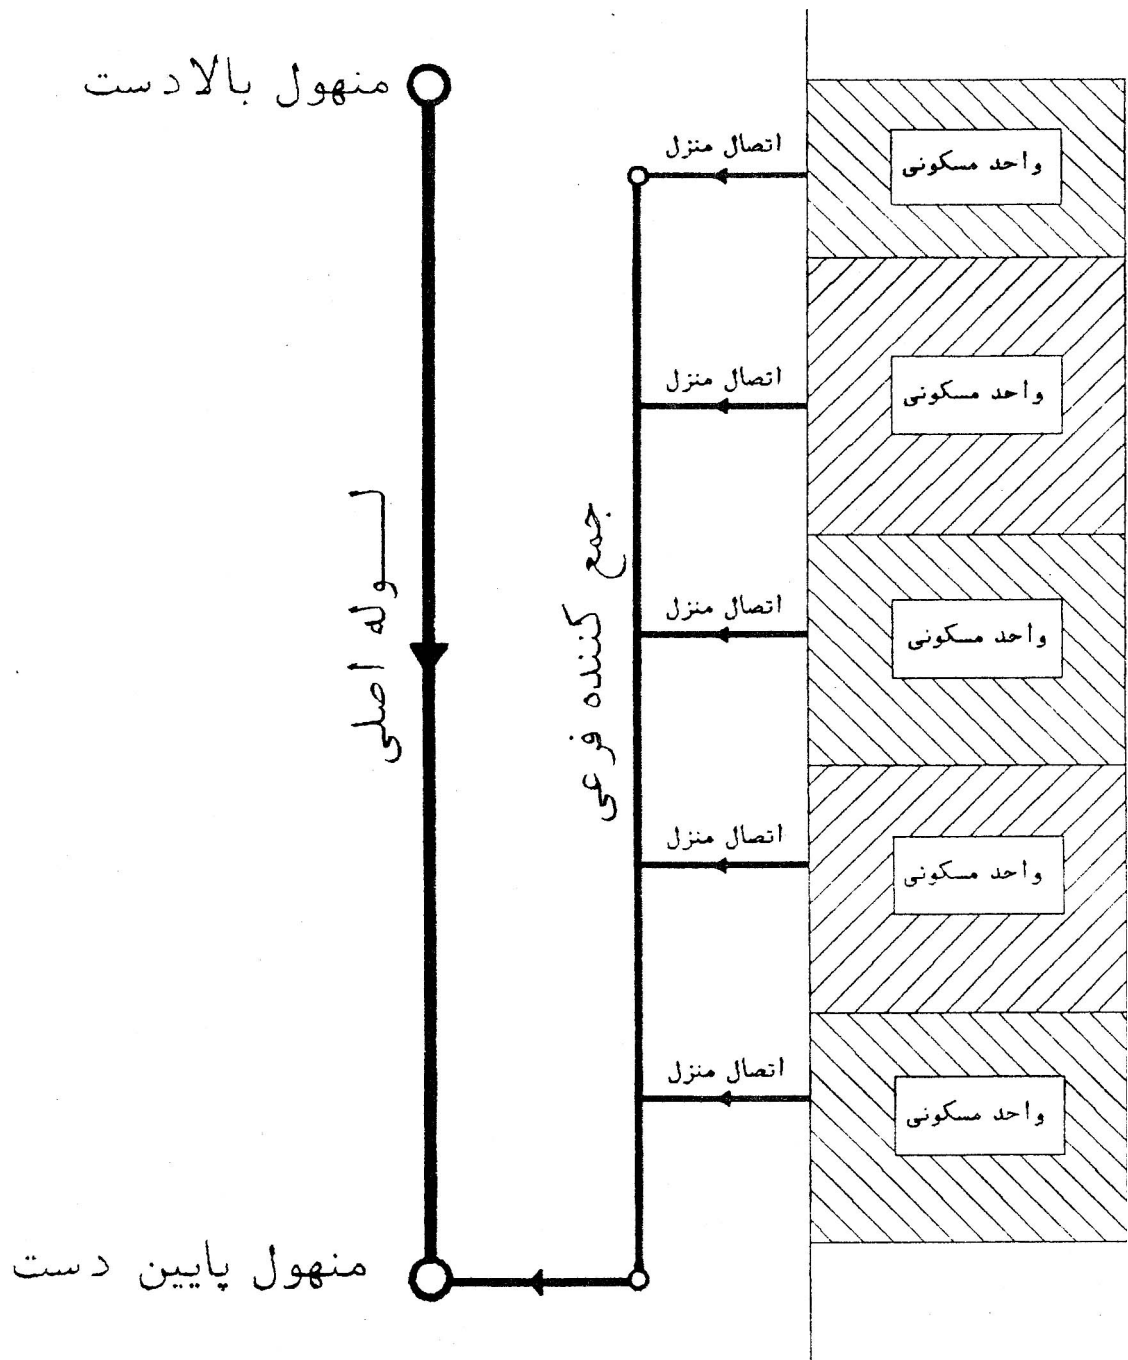 منهول بالادست
اتصال منزل
واحد مسکونی
اتصال منزل
واحد مسکونی
لوله اصلی
جمع کننده فرعی
اتصال منزل
واحد مسکونی
اتصال منزل
واحد مسکونی
اتصال منزل
واحد مسکونی
منهول پایین دست